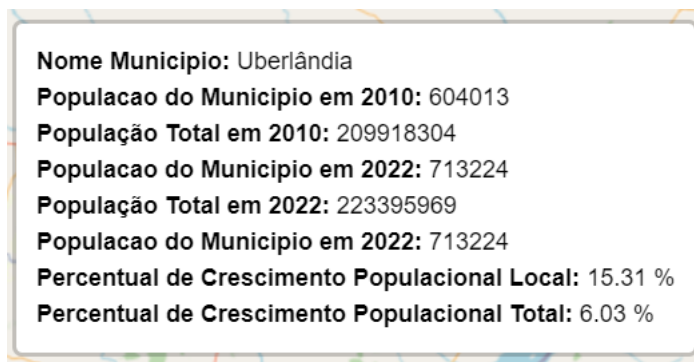 Nome Municipio: Uberlândia
Populacao do Municipio em 2010: 604013
População Total em 2010: 209918304
Populacao do Municipio em 2022: 713224
População Total em 2022: 223395969
Populacao do Municipio em 2022: 713224
Percentual de Crescimento Populacional Local: 15.31 %
Percentual de Crescimento Populacional Total: 6.03 %